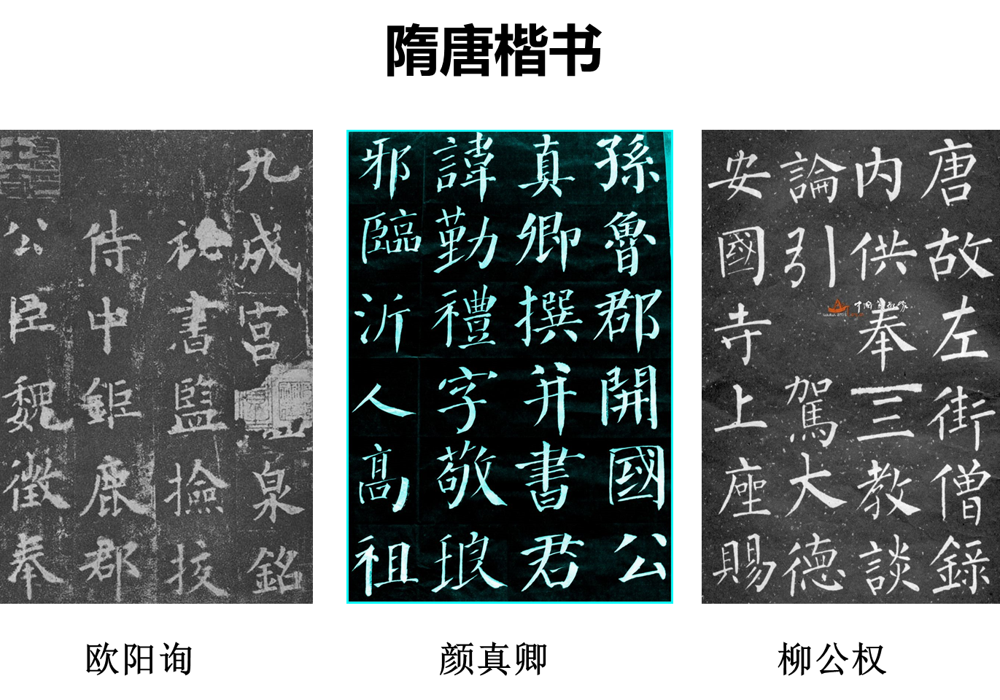 隋唐楷书
九成宮泉銘
祕書監撿挍
侍中鉅鹿郡
公臣魏徵奉
孫魯郡開國公
真卿撰并書君
諱勤禮字敬琅
邪臨沂人高祖
唐故左街僧錄
内供奉三教談
論引駕大德
安國寺上座賜
欧阳询
颜真卿
柳公权